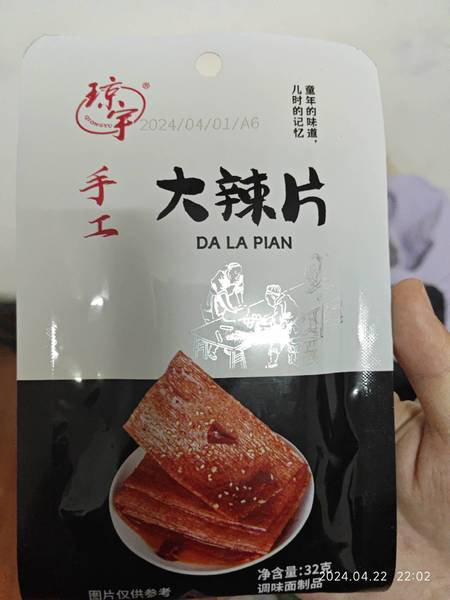 琼宇®
QIONGYU
2024/04/01/A6
童年的味道,
儿时的记忆
手工
大辣片
DA LA PIAN
净含量:32克
调味面制品
图片仅供参考
2024.04.22 22:02